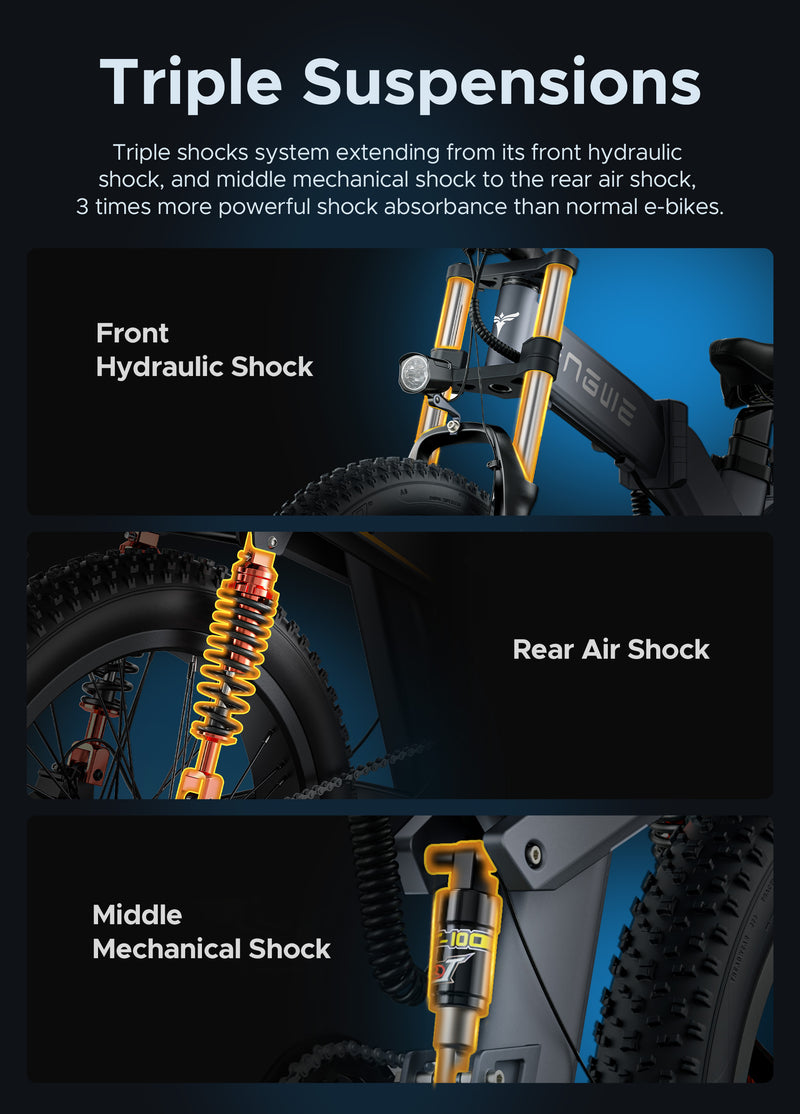 Triple Suspensions
Triple shocks system extending from its front hydraulic
shock, and middle mechanical shock to the rear air shock,
3 times more powerful shock absorbance than normal e-bikes.
Front
Hydraulic Shock
ENGWE
Rear Air Shock
Middle
Mechanical Shock
-100